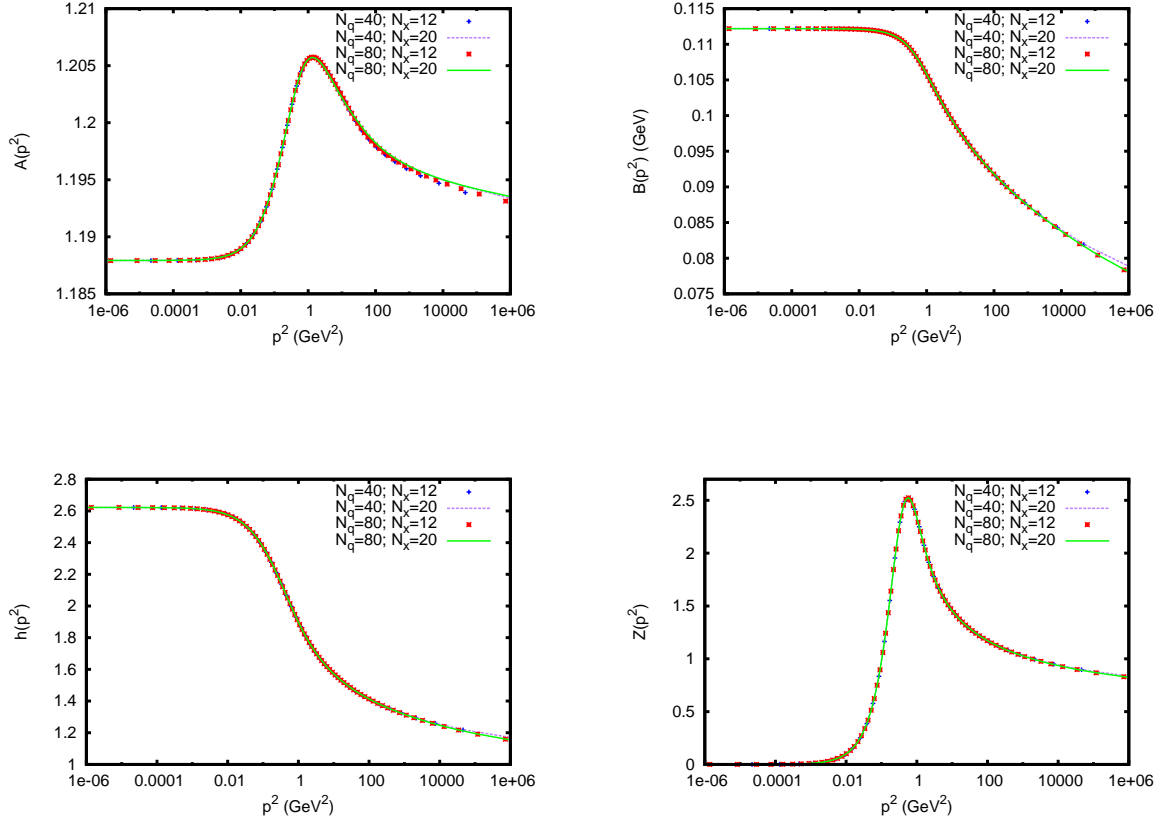 1.21
1.205
1.2
1.195
1.19
1.185
A(p²)
1e-06 0.0001 0.01 1 100 10000 1e+06
p² (GeV²)
N_q=40; N_x=12
N_q=40; N_x=20
N_q=80; N_x=12
N_q=80; N_x=20
0.115
0.11
0.105
0.1
0.095
0.09
0.085
0.08
0.075
B(p²) (GeV)
1e-06 0.0001 0.01 1 100 10000 1e+06
p² (GeV²)
N_q=40; N_x=12
N_q=40; N_x=20
N_q=80; N_x=12
N_q=80; N_x=20
2.8
2.6
2.4
2.2
2
1.8
1.6
1.4
1.2
1
h(p²)
1e-06 0.0001 0.01 1 100 10000 1e+06
p² (GeV²)
N_q=40; N_x=12
N_q=40; N_x=20
N_q=80; N_x=12
N_q=80; N_x=20
2.5
2
1.5
1
0.5
0
Z(p²)
1e-06 0.0001 0.01 1 100 10000 1e+06
p² (GeV²)
N_q=40; N_x=12
N_q=40; N_x=20
N_q=80; N_x=12
N_q=80; N_x=20